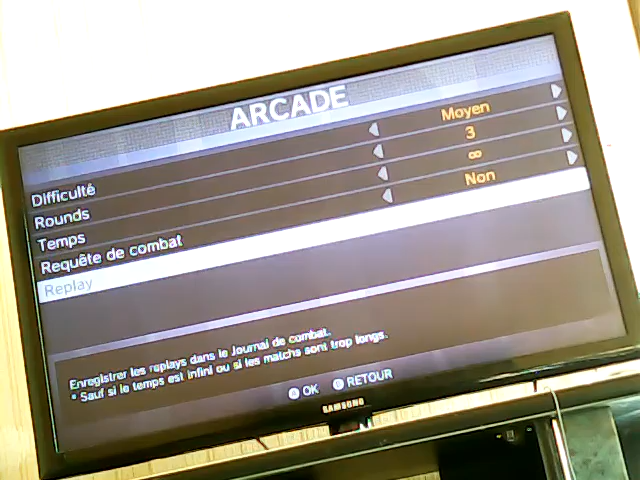 ARCADE
Difficulté Moyen
Rounds 3
Temps ∞
Requête de combat Non
Replay
Enregistrer les replays dans le Journal de combat.
* Sauf si le temps est infini ou si les matchs sont trop longs.
OK RETOUR
SAMSUNG